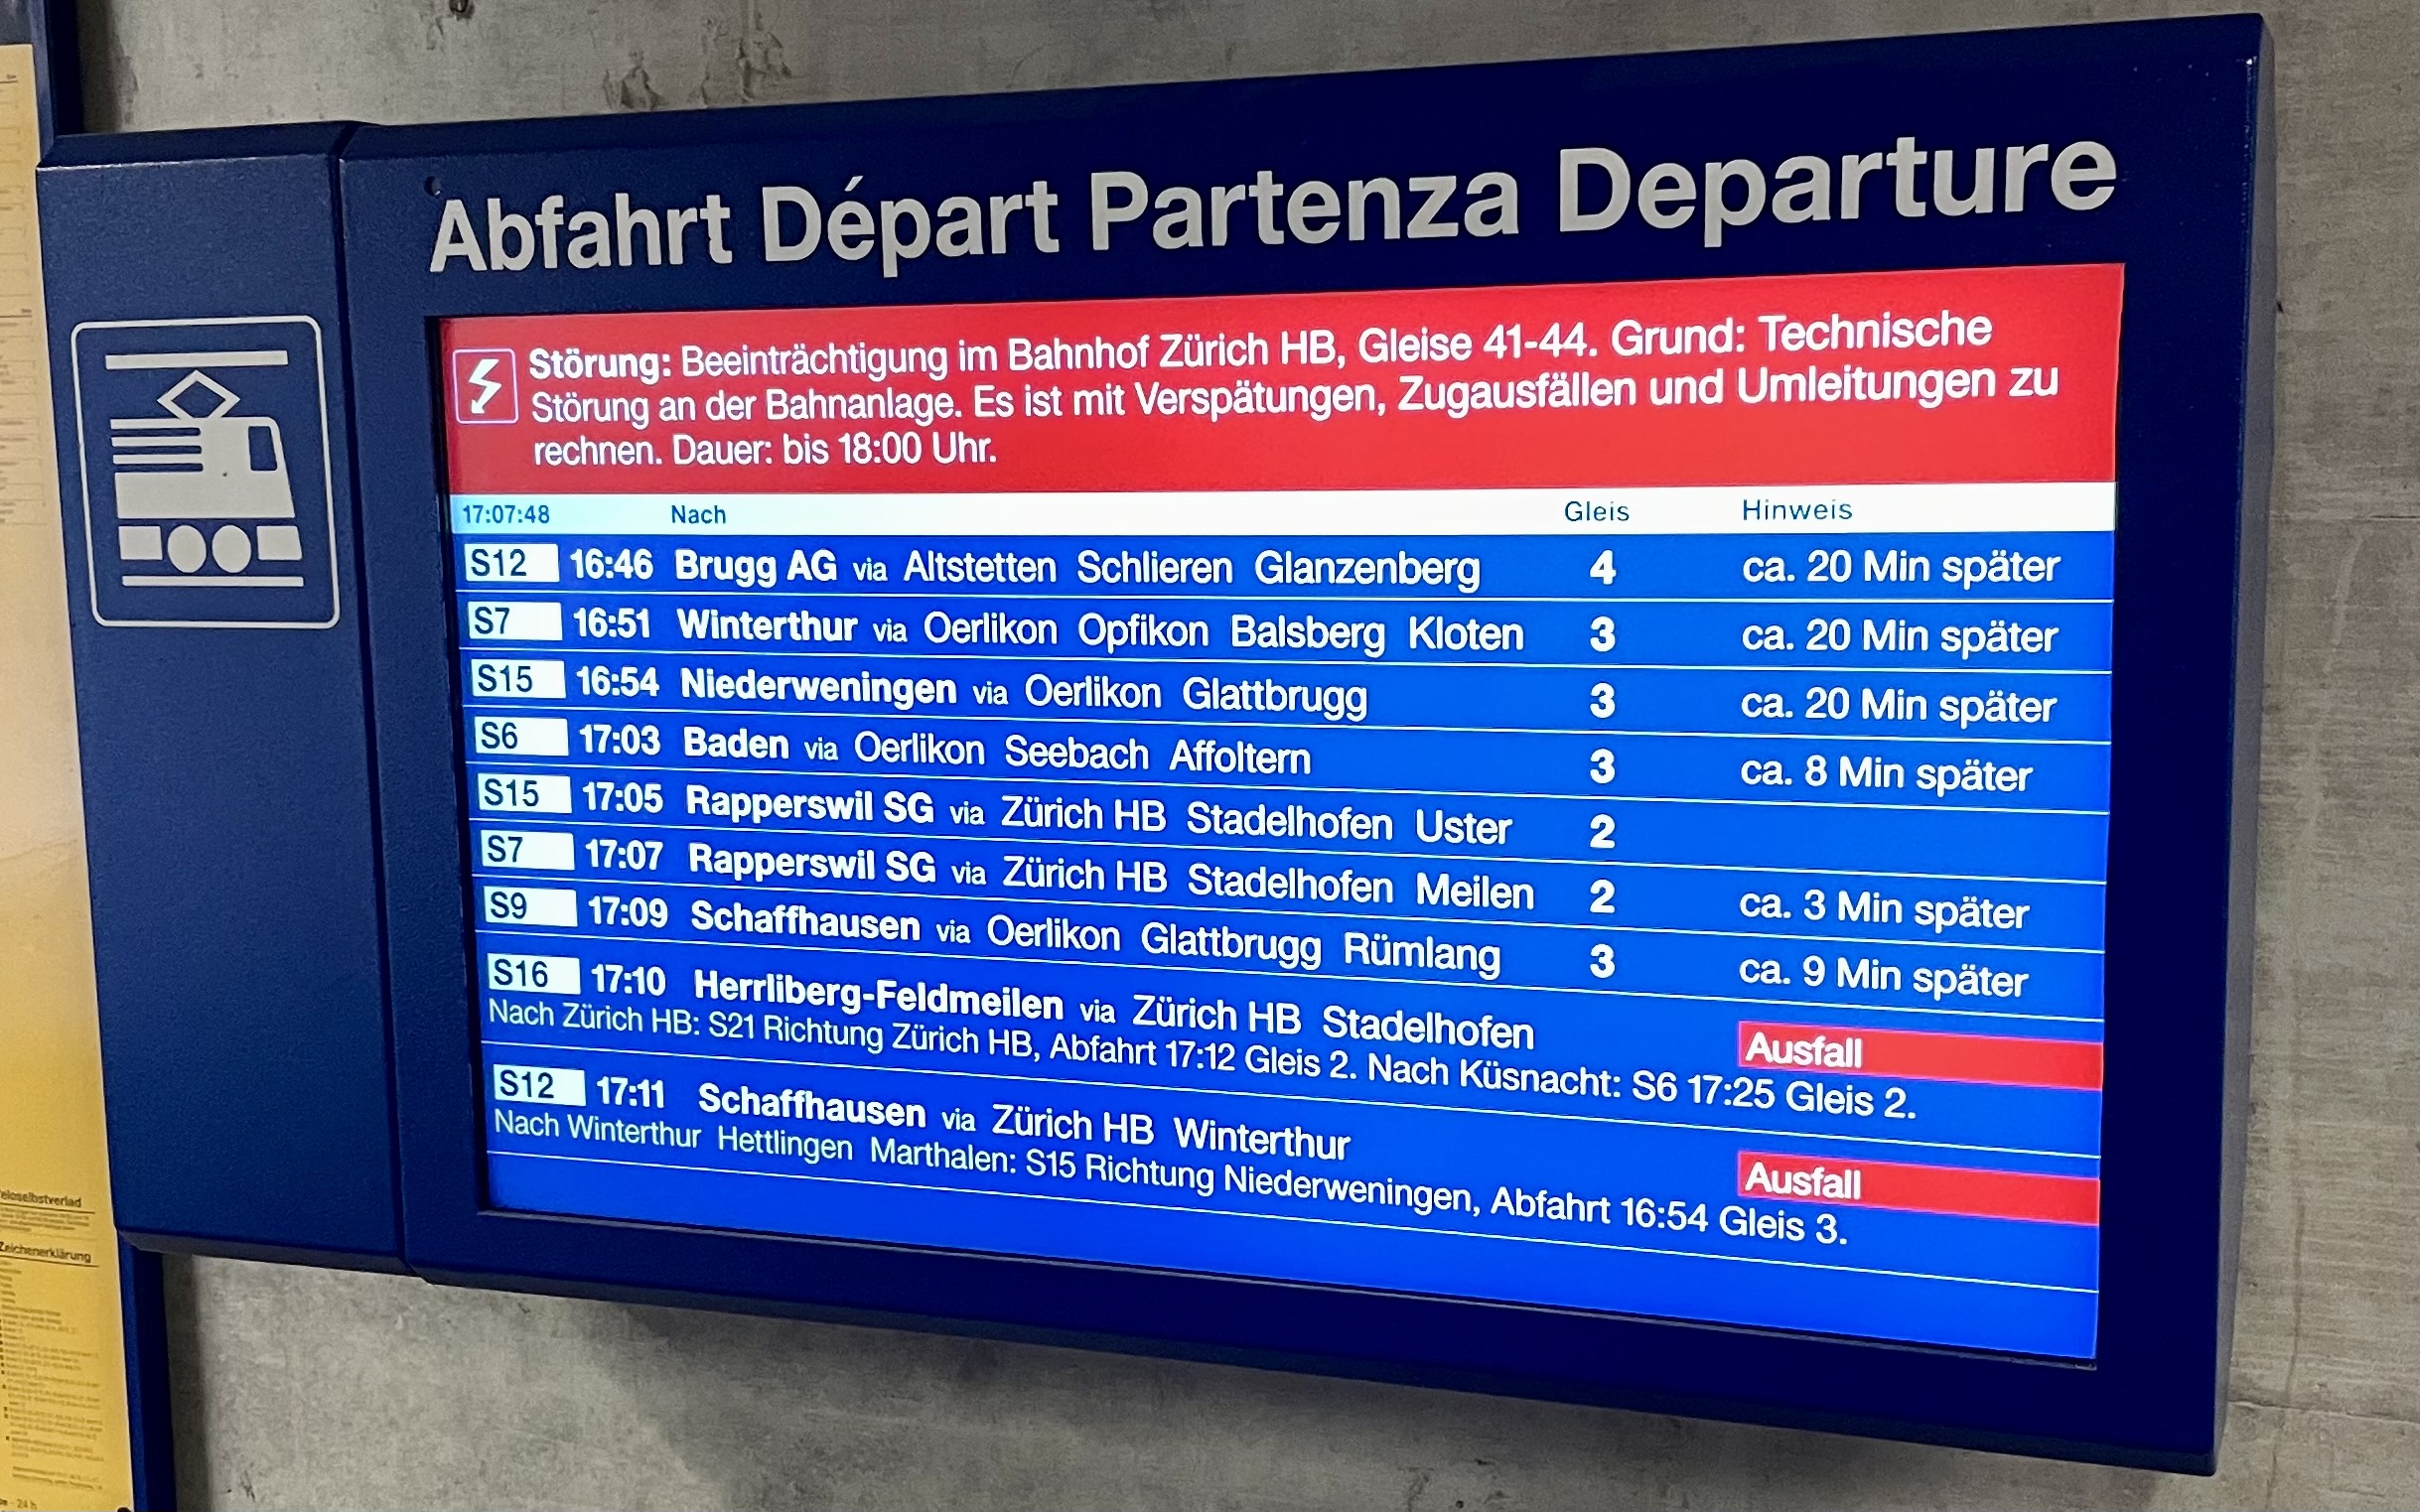 Abfahrt Départ Partenza Departure
Störung: Beeinträchtigung im Bahnhof Zürich HB, Gleise 41-44. Grund: Technische
Störung an der Bahnanlage. Es ist mit Verspätungen, Zugausfällen und Umleitungen zu
rechnen. Dauer: bis 18:00 Uhr.
17:07:48 Nach Gleis Hinweis
S12 16:46 Brugg AG via Altstetten Schlieren Glanzenberg 4 ca. 20 Min später
S7 16:51 Winterthur via Oerlikon Opfikon Balsberg Kloten 3 ca. 20 Min später
S15 16:54 Niederweningen via Oerlikon Glattbrugg 3 ca. 20 Min später
S6 17:03 Baden via Oerlikon Seebach Affoltern 3 ca. 8 Min später
S15 17:05 Rapperswil SG via Zürich HB Stadelhofen Uster 2
S7 17:07 Rapperswil SG via Zürich HB Stadelhofen Meilen 2 ca. 3 Min später
S9 17:09 Schaffhausen via Oerlikon Glattbrugg Rümlang 3 ca. 9 Min später
S16 17:10 Herrliberg-Feldmeilen via Zürich HB Stadelhofen Ausfall
Nach Zürich HB: S21 Richtung Zürich HB, Abfahrt 17:12 Gleis 2. Nach Küsnacht: S6 17:25 Gleis 2.
S12 17:11 Schaffhausen via Zürich HB Winterthur Ausfall
Nach Winterthur Hettlingen Marthalen: S15 Richtung Niederweningen, Abfahrt 16:54 Gleis 3.
Zeichenerklärung